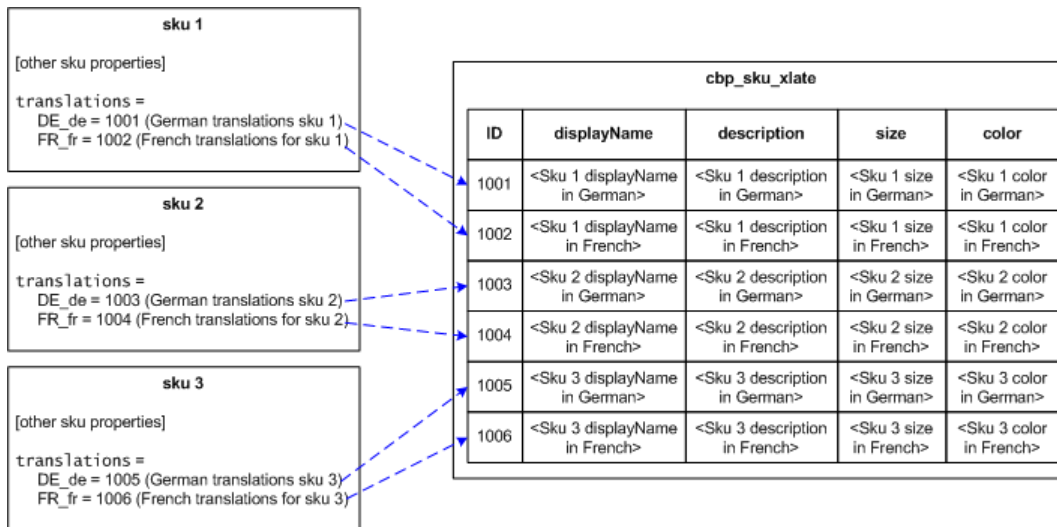 sku 1
[other sku properties]
translations =
DE_de = 1001 (German translations sku 1)
FR_fr = 1002 (French translations for sku 1)
sku 2
[other sku properties]
translations =
DE_de = 1003 (German translations sku 2)
FR_fr = 1004 (French translations for sku 2)
sku 3
[other sku properties]
translations =
DE_de = 1005 (German translations sku 3)
FR_fr = 1006 (French translations for sku 3)
cbp_sku_xlate
ID displayName description size color
1001 <Sku 1 displayName <Sku 1 description <Sku 1 size <Sku 1 color
in German> in German> in German> in German>
1002 <Sku 1 displayName <Sku 1 description <Sku 1 size <Sku 1 color
in French> in French> in French> in French>
1003 <Sku 2 displayName <Sku 2 description <Sku 2 size <Sku 2 color
in German> in German> in German> in German>
1004 <Sku 2 displayName <Sku 2 description <Sku 2 size <Sku 2 color
in French> in French> in French> in French>
1005 <Sku 3 displayName <Sku 3 description <Sku 3 size <Sku 3 color
in German> in German> in German> in German>
1006 <Sku 3 displayName <Sku 3 description <Sku 3 size <Sku 3 color
in French> in French> in French> in French>